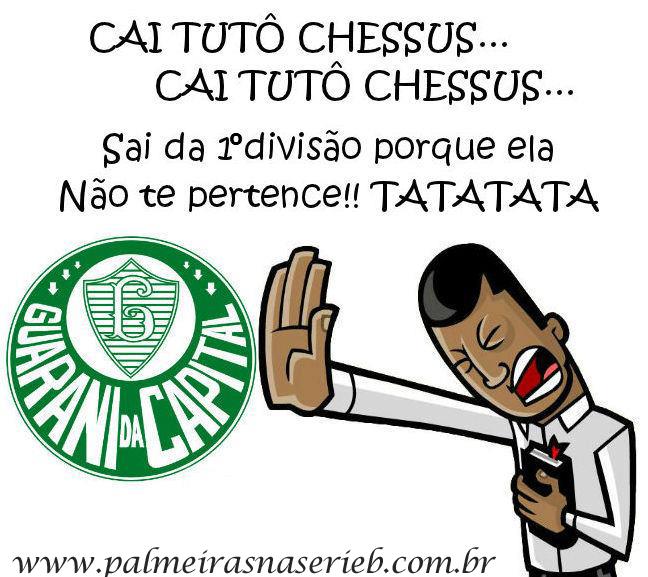 CAI TUTÔ CHESSUS...
CAI TUTÔ CHESSUS...
Sai da 1ºdivisão porque ela
Não te pertence!! TATATATA
G
GUARANI DA CAPITAL
www.palmeirasnaserieb.com.br